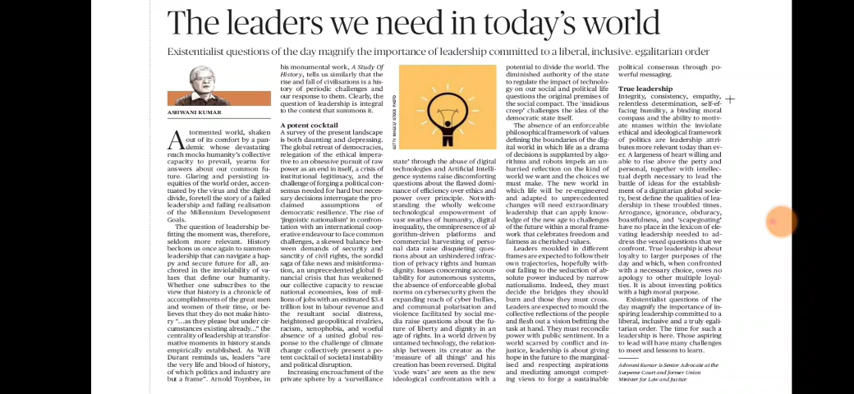 The leaders we need in today's world
Existentialist questions of the day magnify the importance of leadership committed to a liberal, inclusive. egalitarian order
ASHWANI KUMAR
A tormented world, shaken
out of its comfort by a pan-
demic whose devastating
reach mocks humanity's collective
capacity to prevail, yearns for
answers about our common fu-
ture. Glaring and persisting in-
equities of the world order, accen-
tuated by the virus and the digital
divide, foretell the story of a failed
leadership and failing realisation
of the Millennium Development
Goals.
The question of leadership be-
fitting the moment was, therefore,
seldom more relevant. History
beckons us once again to summon
leadership that can navigate a hap-
py and secure future for all, an-
chored in the inviolability of va-
lues that define our humanity.
Whether one subscribes to the
view that history is a chronicle of
accomplishments of the great men
and women of their time, or be-
lieves that they do not make histo-
ry "...as they please but under cir-
cumstances existing already..." the
centrality of leadership at transfor-
mative moments in history stands
empirically established. As Will
Durant reminds us, leaders "are
the very life and blood of history,
of which politics and industry are
but a frame". Arnold Toynbee, in
his monumental work, A Study Of
History, tells us similarly that the
rise and fall of civilisations is a his-
tory of periodic challenges and
our response to them. Clearly, the
question of leadership is integral
to the context that summons it.
A potent cocktail
A survey of the present landscape
is both daunting and depressing.
The global retreat of democracies,
relegation of the ethical impera-
tive to an obsessive pursuit of raw
power as an end in itself, a crisis of
institutional legitimacy, and the
challenge of forging a political con-
sensus needed for hard but neces-
sary decisions interrogate the pro-
claimed assumptions of
democratic resilience. The rise of
'jingoistic nationalism' in confron-
tation with an international coop-
erative endeavour to face common
challenges, a skewed balance bet-
ween demands of security and
sanctity of civil rights, the sordid
saga of fake news and misinforma-
tion, an unprecedented global fi-
nancial crisis that has weakened
our collective capacity to rescue
national economies, loss of mil-
lions of jobs with an estimated $3.4
trillion lost in labour revenue and
the resultant social distress,
heightened geopolitical rivalries,
racism, xenophobia, and woeful
absence of a united global res-
ponse to the challenge of climate
change collectively present a po-
tent cocktail of societal instability
and political disruption.
Increasing encroachment of the
private sphere by a 'surveillance
GETTY IMAGES/ISTOCK PHOTO
state' through the abuse of digital
technologies and Artificial Intelli-
gence systems raise discomfiting
questions about the flawed domi-
nance of efficiency over ethics and
power over principle. Notwith-
standing the wholly welcome
technological empowerment of
vast swathes of humanity, digital
inequality, the omnipresence of al-
gorithm-driven platforms and
commercial harvesting of perso-
nal data raise disquieting ques-
tions about an unhindered infrac-
tion of privacy rights and human
dignity. Issues concerning accoun-
tability for autonomous systems,
the absence of enforceable global
norms on cybersecurity given the
expanding reach of cyber bullies,
and communal polarisation and
violence facilitated by social me-
dia raise questions about the fu-
ture of liberty and dignity in an
age of rights. In a world driven by
untamed technology, the relation-
ship between its creator as the
'measure of all things' and his
creation has been reversed. Digital
'code wars' are seen as the new
ideological confrontation with a
potential to divide the world. The
diminished authority of the state
to regulate the impact of technolo-
gy on our social and political life
questions the original premises of
the social compact. The 'insidious
creep' challenges the idea of the
democratic state itself.
The absence of an enforceable
philosophical framework of values
defining the boundaries of the dig-
ital world in which life as a drama
of decisions is supplanted by algo-
rithms and robots impels an un-
hurried reflection on the kind of
world we want and the choices we
must make. The new world in
which life will be re-engineered
and adapted to unprecedented
changes will need extraordinary
leadership that can apply know-
ledge of the new age to challenges
of the future within a moral frame-
work that celebrates freedom and
fairness as cherished values.
Leaders moulded in different
frames are expected to follow their
own trajectories, hopefully with-
out falling to the seduction of ab-
solute power induced by narrow
nationalisms. Indeed, they must
decide the bridges they should
burn and those they must cross.
Leaders are expected to mould the
collective reflections of the people
and flesh out a vision befitting the
task at hand. They must reconcile
power with public sentiment. In a
world scarred by conflict and in-
justice, leadership is about giving
hope in the future to the marginal-
ised and respecting aspirations
and mediating amongst compet-
ing views to forge a sustainable
political consensus through po-
werful messaging.
True leadership
Integrity, consistency, empathy,
relentless determination, self-ef-
facing humility, a binding moral
compass and the ability to motiv-
ate masses within the inviolate
ethical and ideological framework
of politics are leadership attri-
butes more relevant today than ev-
er. A largeness of heart willing and
able to rise above the petty and
personal, together with intellec-
tual depth necessary to lead the
battle of ideas for the establish-
ment of a dignitarian global socie-
ty, best define the qualities of lea-
dership in these troubled times.
Arrogance, ignorance, obduracy,
boastfulness, and 'scapegoating'
have no place in the lexicon of el-
evating leadership needed to ad-
dress the vexed questions that we
confront. True leadership is about
loyalty to larger purposes of the
day and which, when confronted
with a moral choice, owes no
apology to other multiple loyal-
ties. It is about investing politics
with a high moral purpose.
Existentialist questions of the
day magnify the importance of in-
spiring leadership committed to a
liberal, inclusive and a truly egali-
tarian order. The time for such a
leadership is here. Those aspiring
to lead will have many challenges
to meet and lessons to learn.
Ashwani Kumar is Senior Advocate at the
Supreme Court and former Union
Minister for Law and Justice